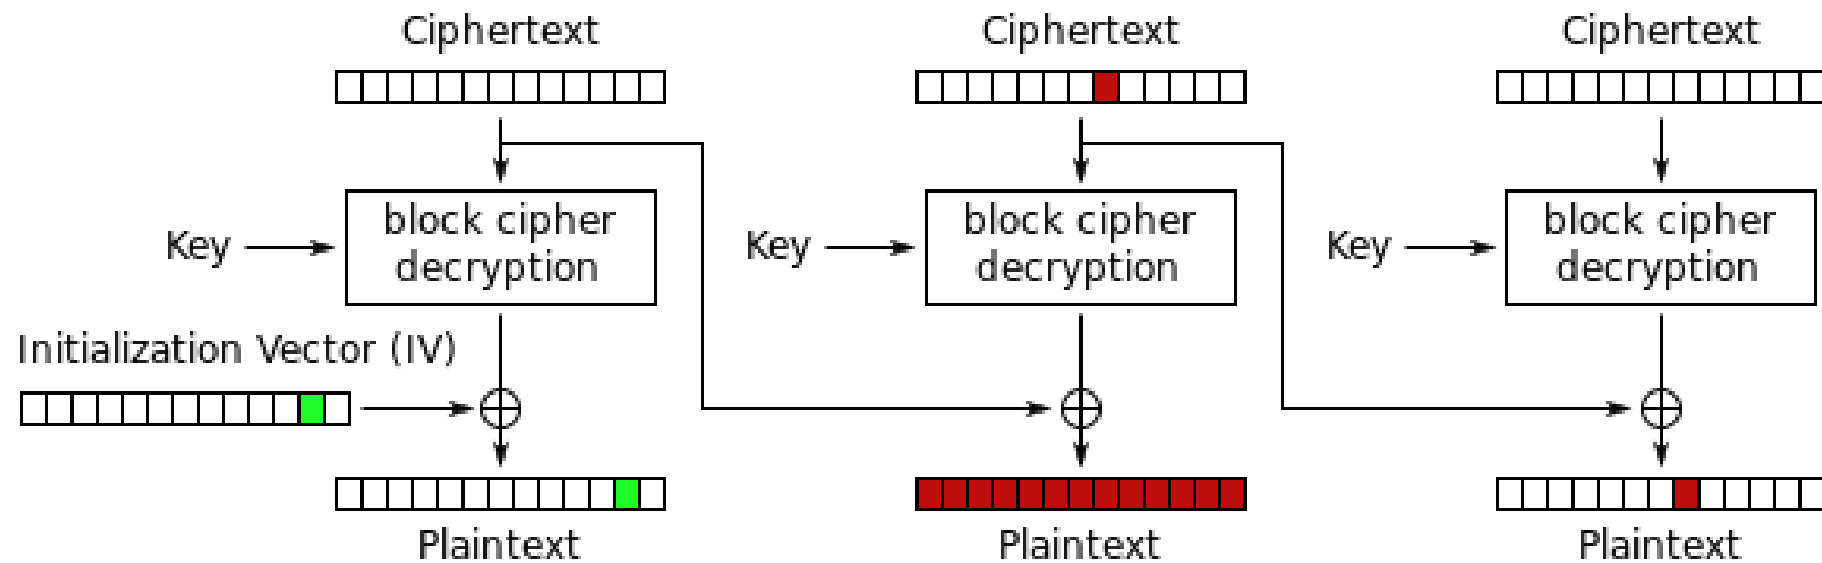 Ciphertext
Ciphertext
Ciphertext
Key
block cipher
decryption
Key
block cipher
decryption
Key
block cipher
decryption
Initialization Vector (IV)
Plaintext
Plaintext
Plaintext